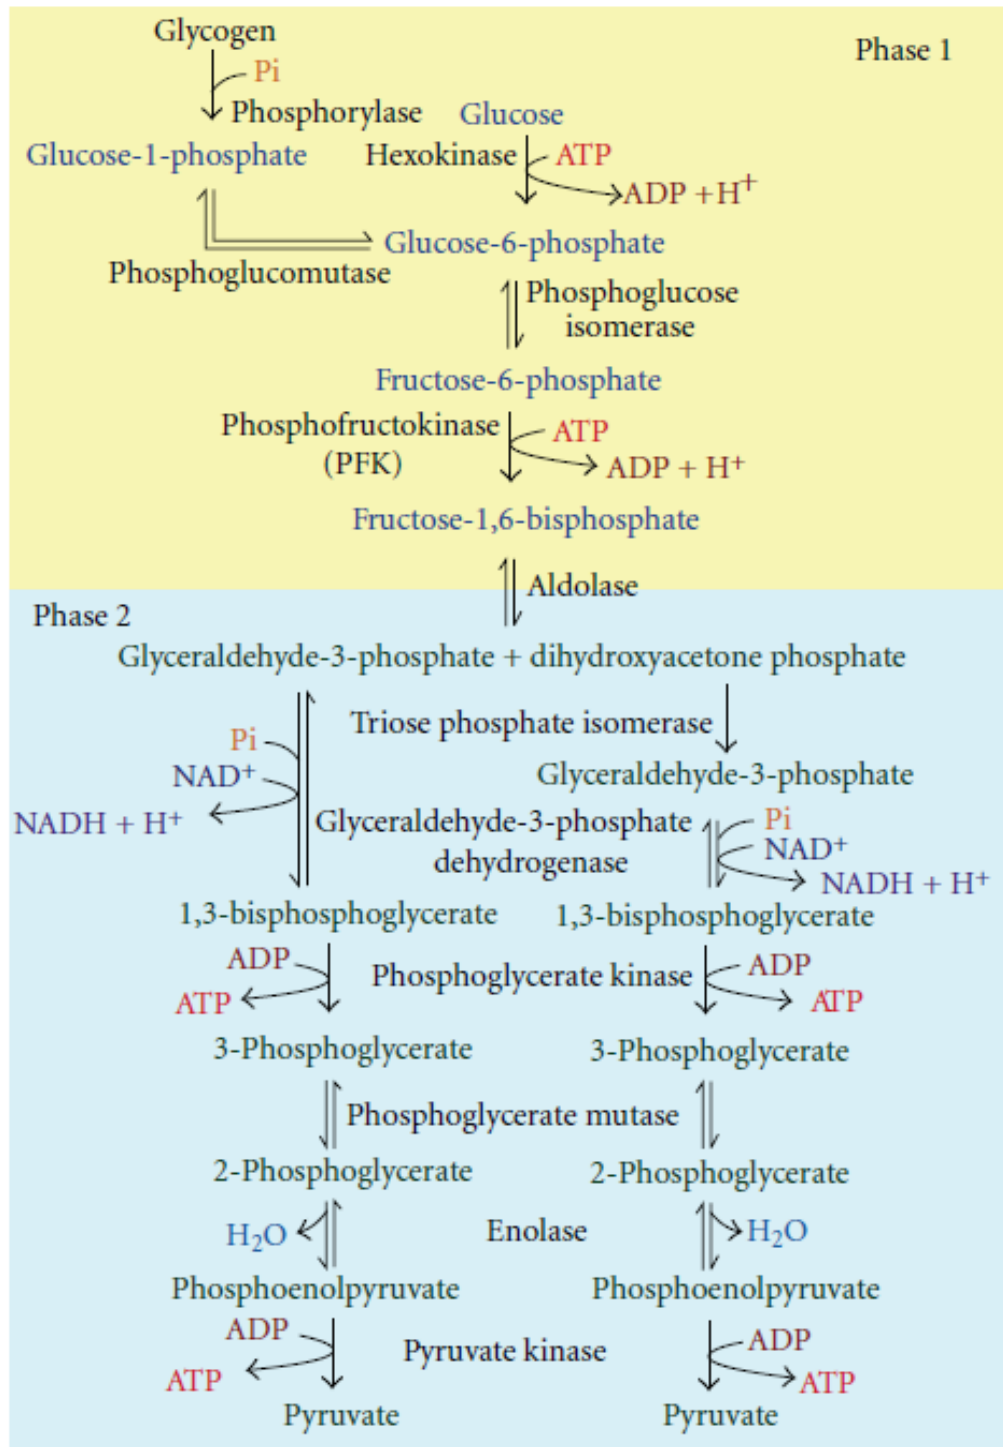 Glycogen
Phase 1
Pi
Phosphorylase
Glucose
Glucose-1-phosphate
Hexokinase
ATP
ADP + H⁺
Glucose-6-phosphate
Phosphoglucomutase
Phosphoglucose
isomerase
Fructose-6-phosphate
Phosphofructokinase
(PFK)
ATP
ADP + H⁺
Fructose-1,6-bisphosphate
Aldolase
Phase 2
Glyceraldehyde-3-phosphate + dihydroxyacetone phosphate
Triose phosphate isomerase
Pi
NAD⁺
NADH + H⁺
Glyceraldehyde-3-phosphate
Glyceraldehyde-3-phosphate
dehydrogenase
Pi
NAD⁺
NADH + H⁺
1,3-bisphosphoglycerate
1,3-bisphosphoglycerate
ADP
ATP
Phosphoglycerate kinase
ADP
ATP
3-Phosphoglycerate
3-Phosphoglycerate
Phosphoglycerate mutase
2-Phosphoglycerate
2-Phosphoglycerate
H₂O
Enolase
H₂O
Phosphoenolpyruvate
Phosphoenolpyruvate
ADP
ATP
Pyruvate kinase
ADP
ATP
Pyruvate
Pyruvate